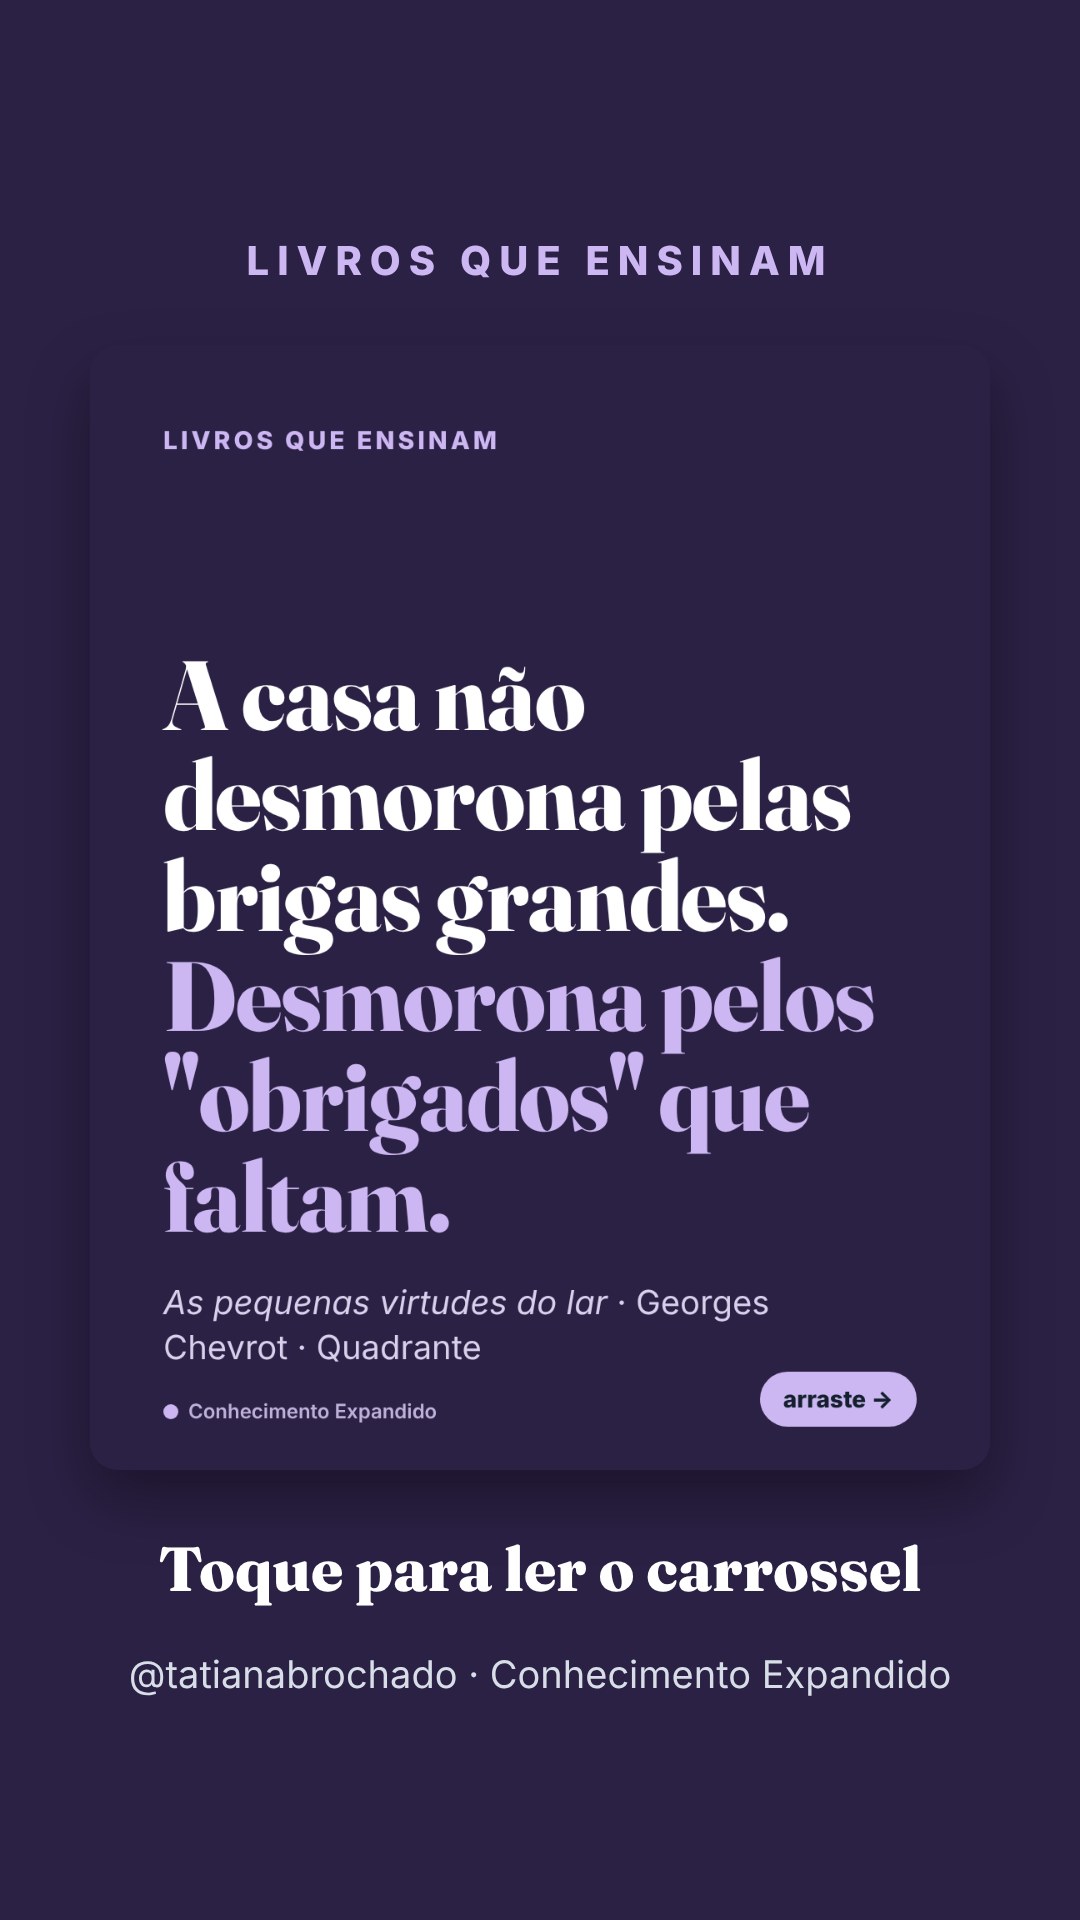 LIVROS QUE ENSINAM
LIVROS QUE ENSINAM
A casa não
desmorona pelas
brigas grandes.
Desmorona pelos
"obrigados" que
faltam.
As pequenas virtudes do lar · Georges
Chevrot · Quadrante
Conhecimento Expandido
arraste →
Toque para ler o carrossel
@tatianabrochado · Conhecimento Expandido